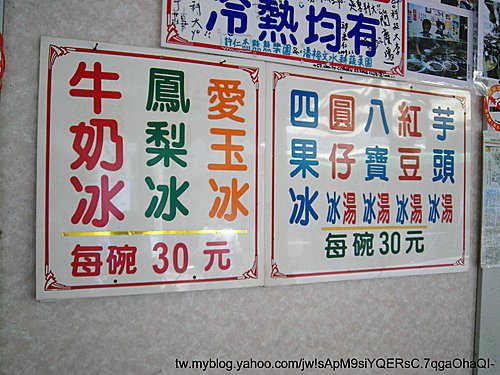 冷熱均有
愛玉冰
鳳梨冰
牛奶冰
每碗 30 元
芋頭冰湯
紅豆冰湯
八寶冰湯
圓仔冰湯
四果冰
每碗 30 元
tw.myblog.yahoo.com/jw!sApM9siYQERsC.7qgaOhaQI-